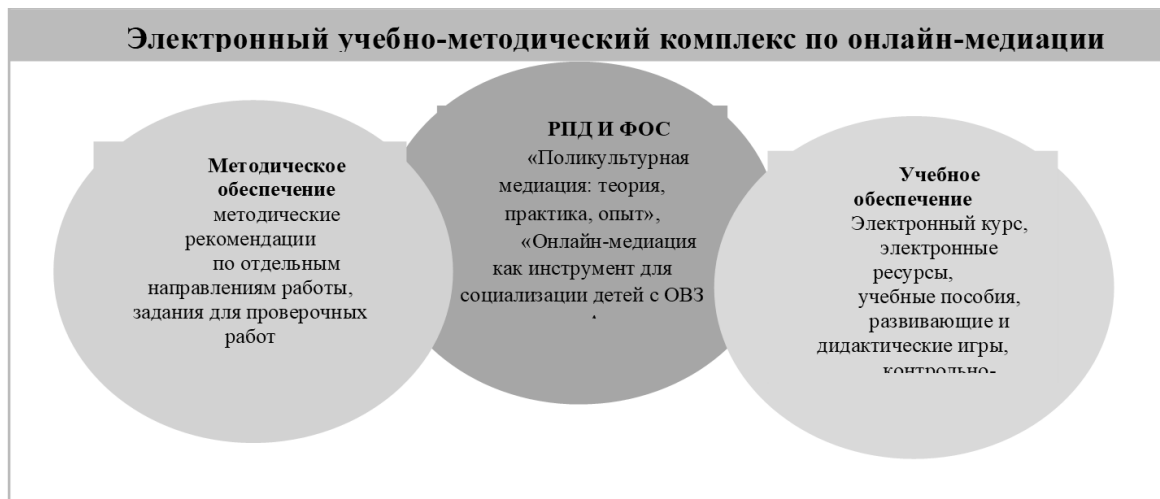 Электронный учебно-методический комплекс по онлайн-медиации
Методическое
обеспечение
методические
рекомендации
по отдельным
направлениям работы,
задания для проверочных
работ
РПД И ФОС
«Поликультурная
медиация: теория,
практика, опыт»,
«Онлайн-медиация
как инструмент для
социализации детей с ОВЗ
Учебное
обеспечение
Электронный курс,
электронные
ресурсы,
учебные пособия,
развивающие и
дидактические игры,
контрольно-